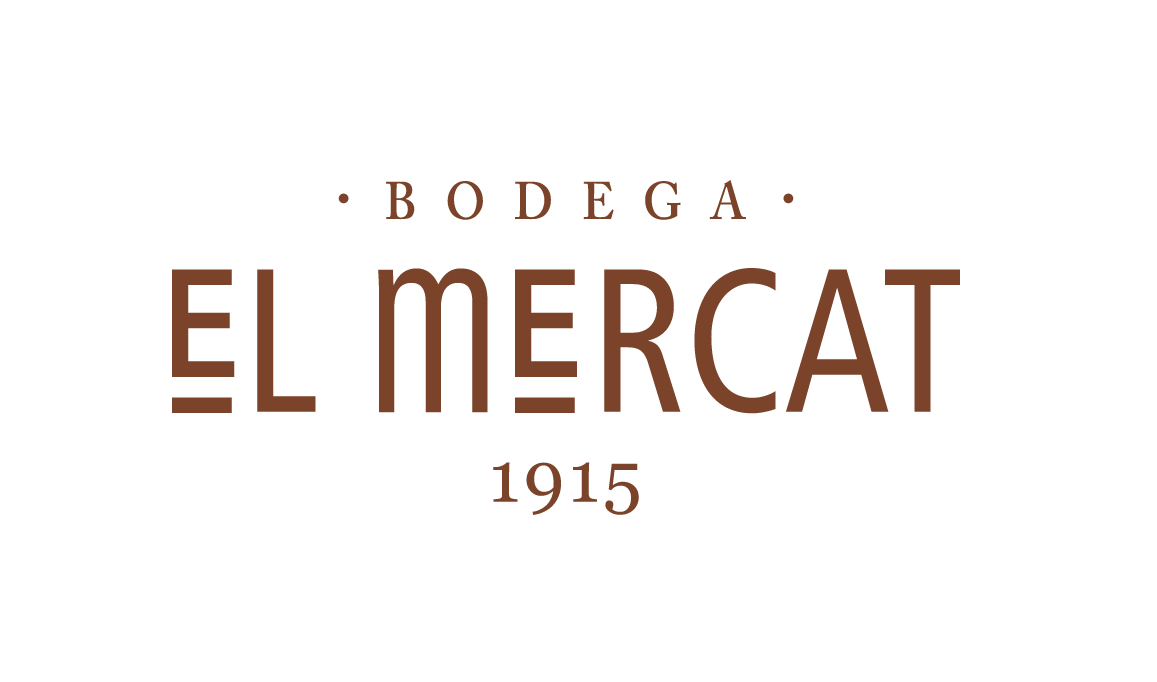 · BODEGA ·
EL MERCAT
1915